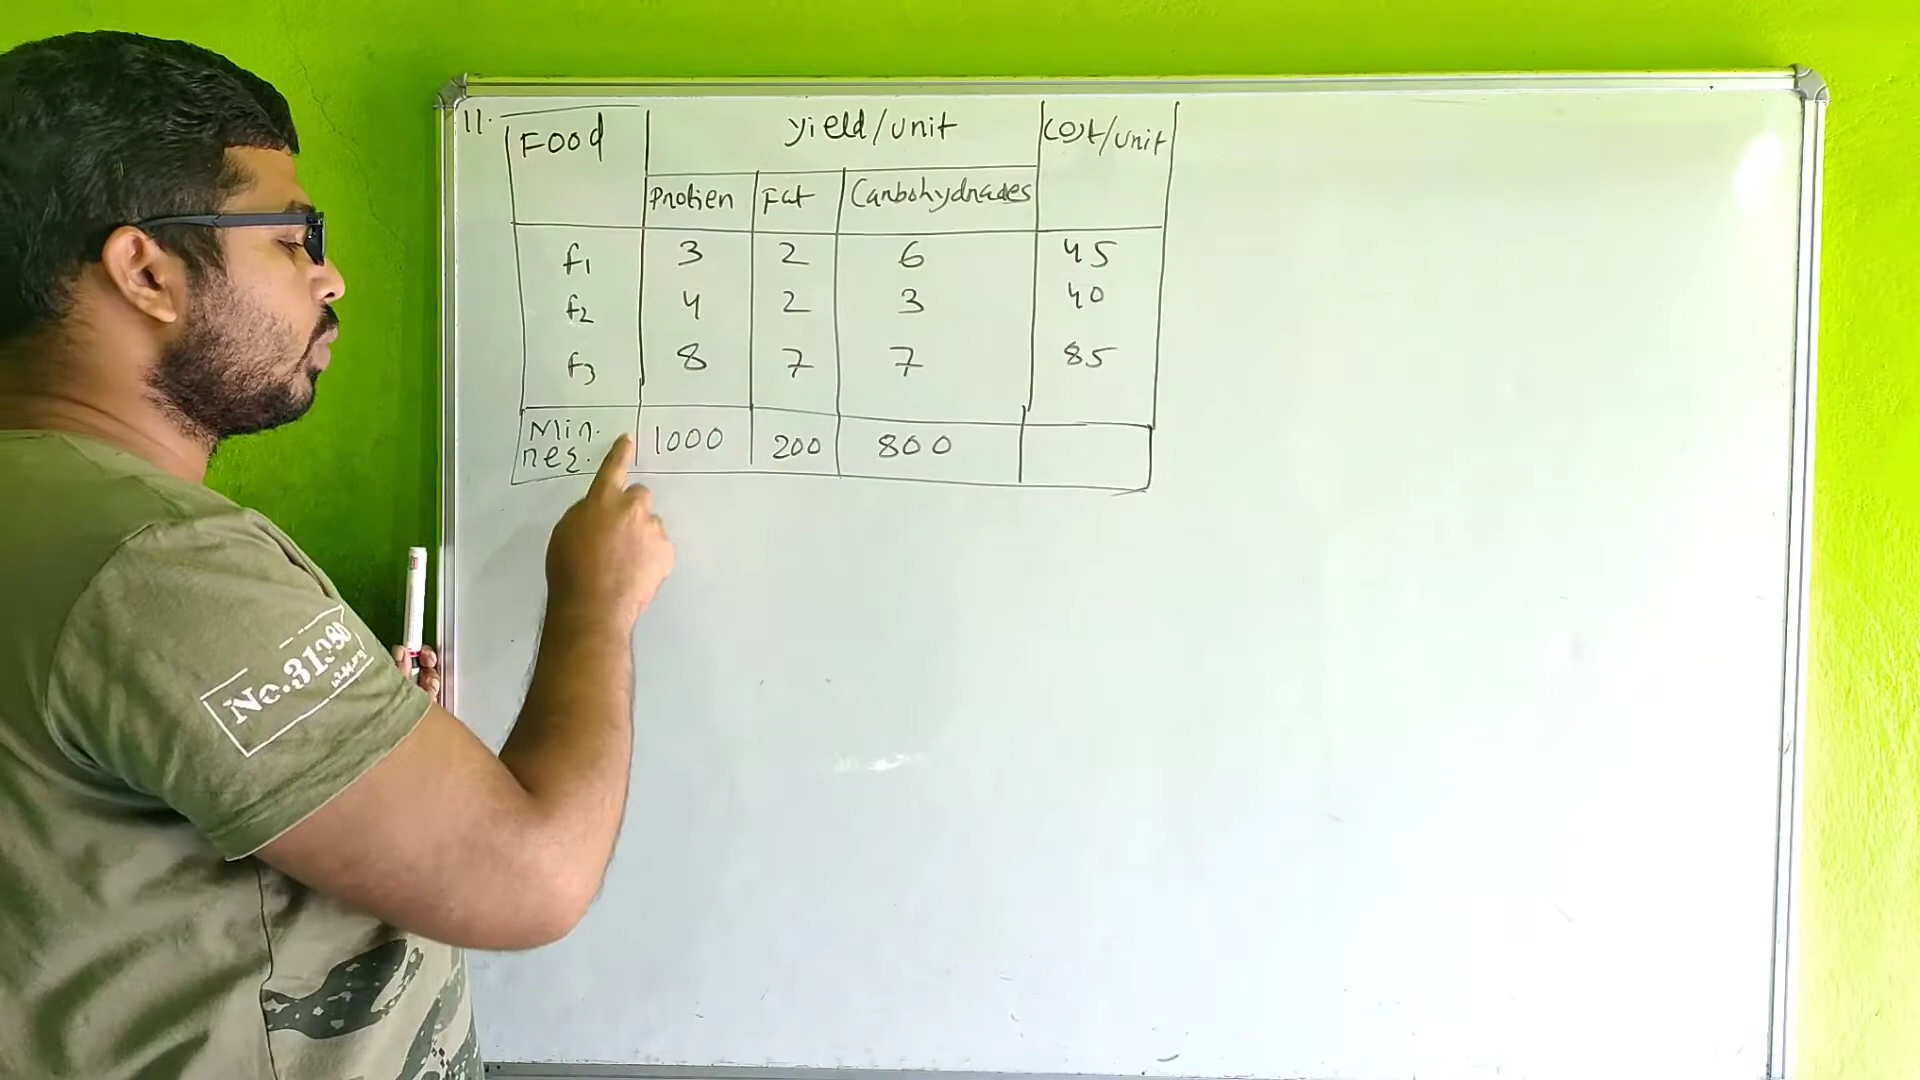 11.
Food yield/unit Cost/unit
Protien Fat Carbohydrades
f1 3 2 6 45
f2 4 2 3 40
f3 8 7 7 85
Min. 1000 200 800
req.
No.31080